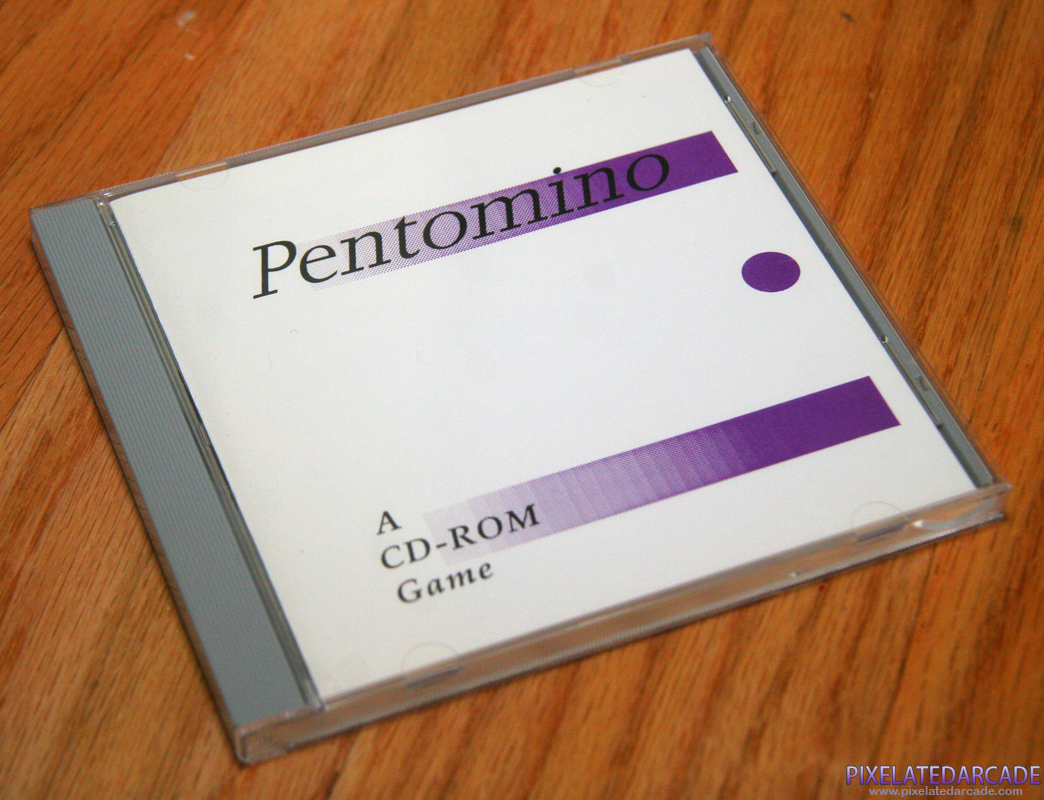 Pentomino
A
CD-ROM
Game
PIXELATEDARCADE
www.pixelatedarcade.com